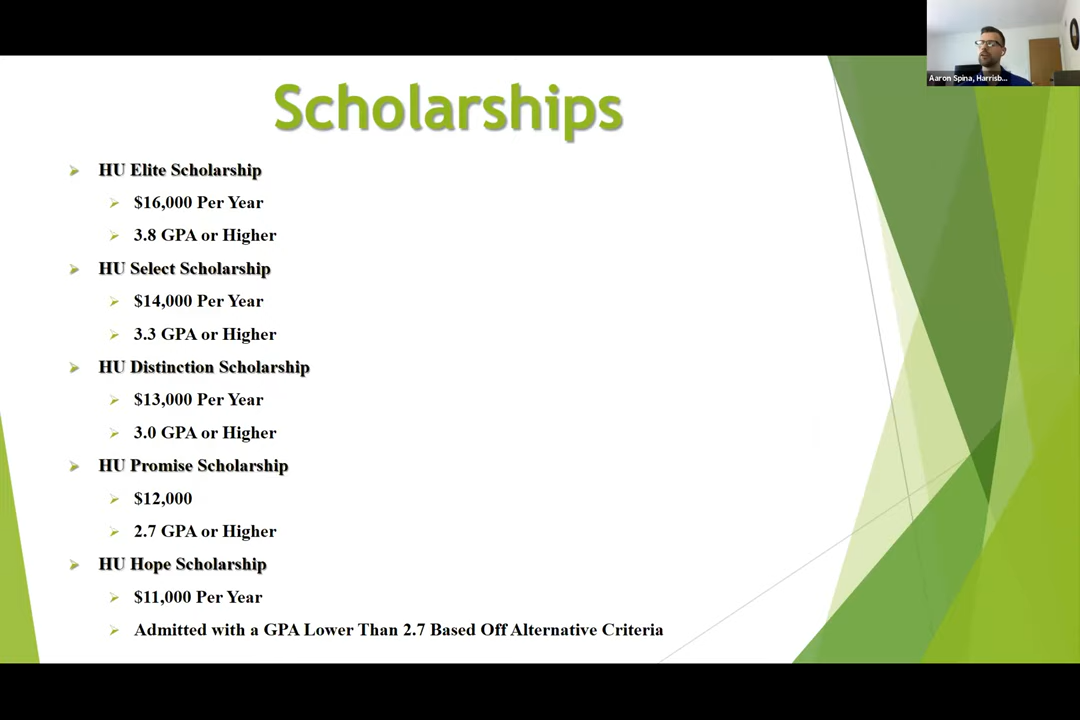 Aaron Spina, Harrisb...
Scholarships
HU Elite Scholarship
$16,000 Per Year
3.8 GPA or Higher
HU Select Scholarship
$14,000 Per Year
3.3 GPA or Higher
HU Distinction Scholarship
$13,000 Per Year
3.0 GPA or Higher
HU Promise Scholarship
$12,000
2.7 GPA or Higher
HU Hope Scholarship
$11,000 Per Year
Admitted with a GPA Lower Than 2.7 Based Off Alternative Criteria